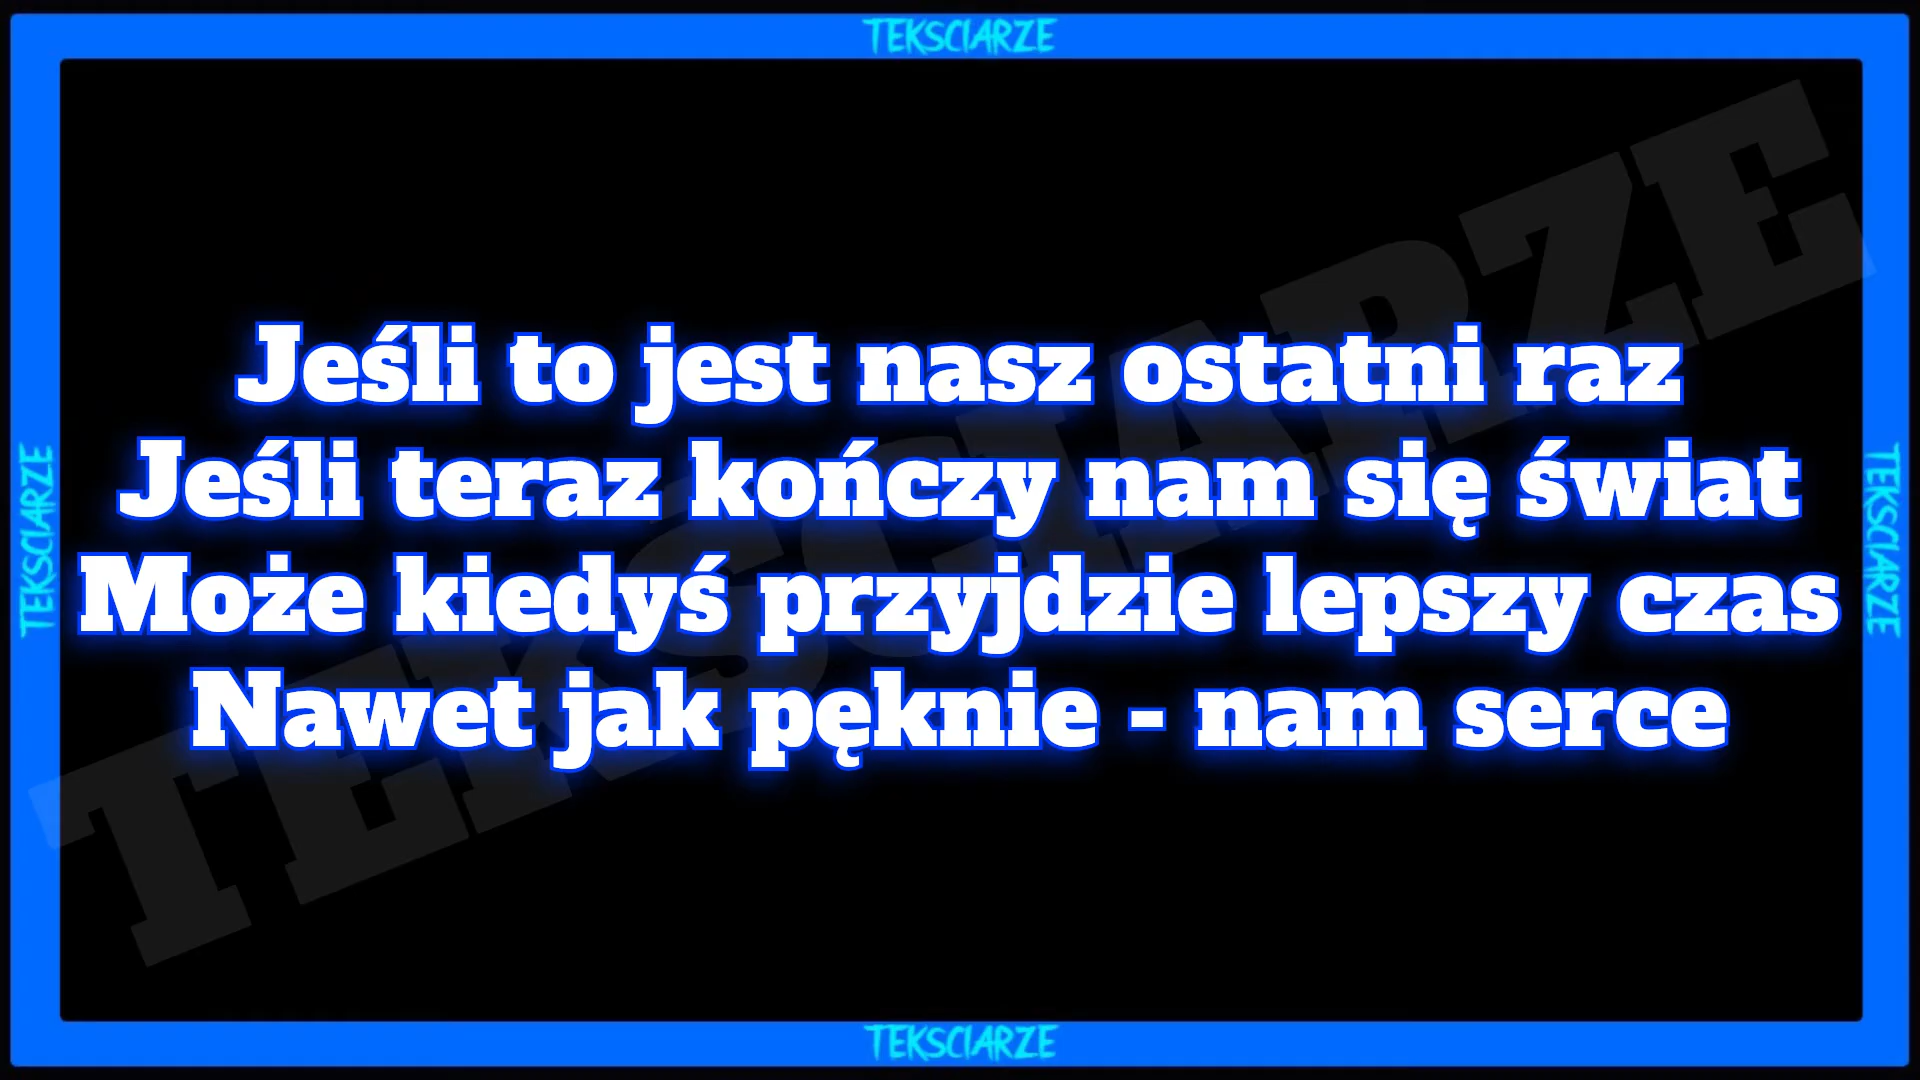 TEKSCIARZE
Jeśli to jest nasz ostatni raz
Jeśli teraz kończy nam się świat
Może kiedyś przyjdzie lepszy czas
Nawet jak pęknie - nam serce
TEKSCIARZE
TEKSCIARZE
TEKSCIARZE
TEKSCIARZE